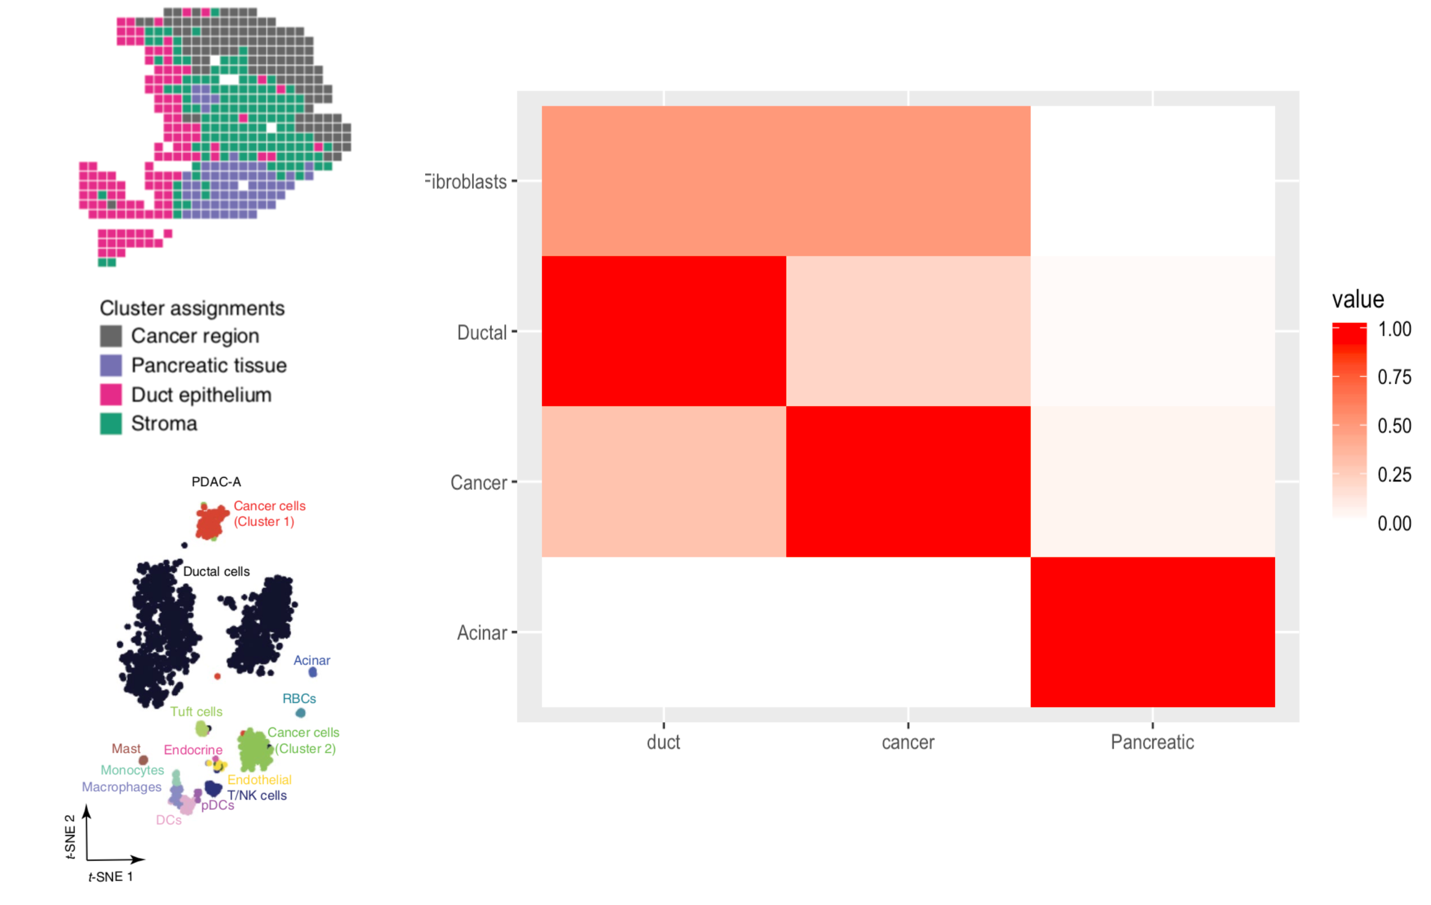 Cluster assignments
Cancer region
Pancreatic tissue
Duct epithelium
Stroma
PDAC-A
Cancer cells
(Cluster 1)
Ductal cells
Acinar
RBCs
Tuft cells
Cancer cells
(Cluster 2)
Mast
Endocrine
Monocytes
Endothelial
Macrophages
T/NK cells
pDCs
DCs
t-SNE 2
t-SNE 1
Fibroblasts
Ductal
Cancer
Acinar
duct
cancer
Pancreatic
value
1.00
0.75
0.50
0.25
0.00